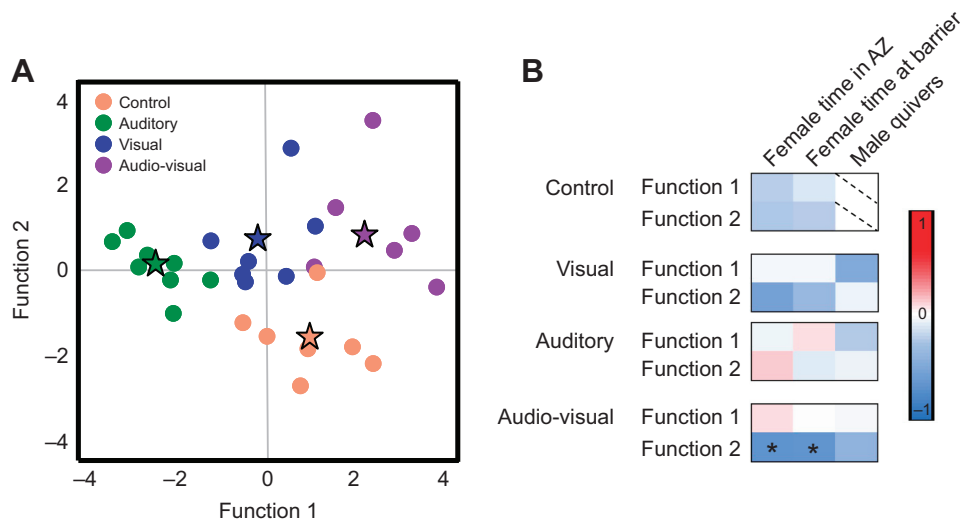 A
Function 2
4
2
0
–2
–4
Control
Auditory
Visual
Audio-visual
–4
–2
0
2
4
Function 1
B
Female time in AZ
Female time at barrier
Male quivers
Control
Function 1
Function 2
Visual
Function 1
Function 2
Auditory
Function 1
Function 2
Audio-visual
Function 1
Function 2
* *
1
0
–1